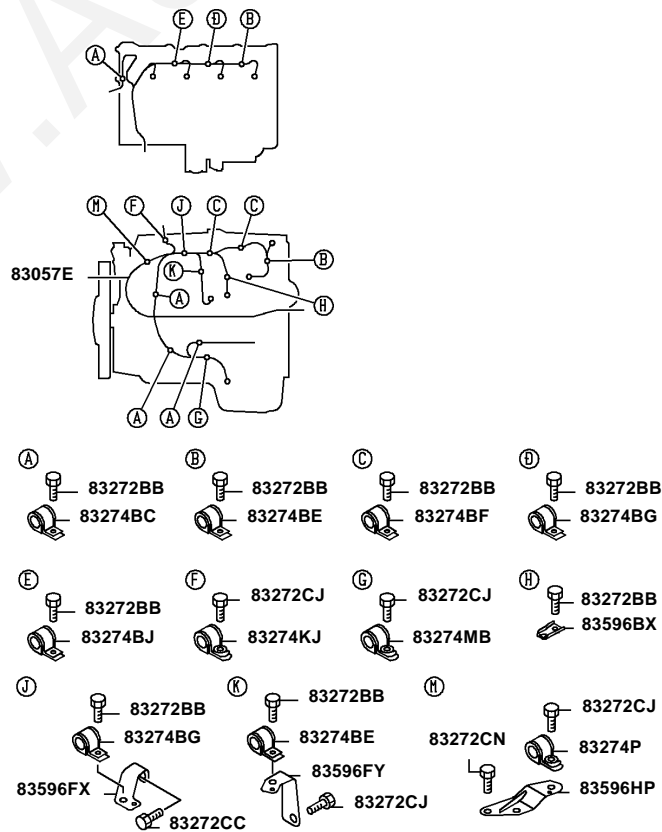 E D B
A
M F J C C
B
K
83057E
A
H
A A G
A B C D
83272BB 83272BB 83272BB 83272BB
83274BC 83274BE 83274BF 83274BG
E F G H
83272BB 83272CJ 83272CJ 83272BB
83274BJ 83274KJ 83274MB 83596BX
J K M
83272BB 83272BB 83272CJ
83274BG 83274BE 83272CN 83274P
83596FX 83596FY 83596HP
83272CC 83272CJ